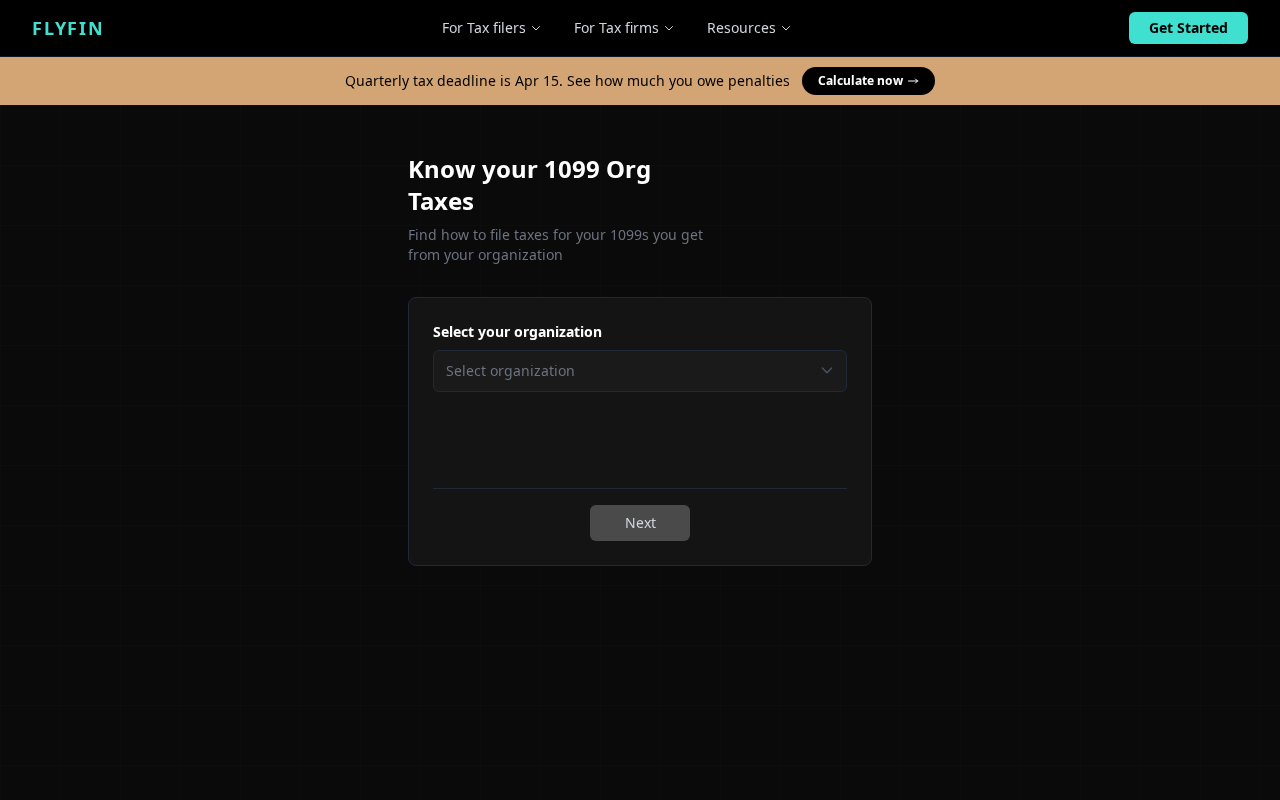 FLYFIN
For Tax filers
For Tax firms
Resources
Get Started
Quarterly tax deadline is Apr 15. See how much you owe penalties
Calculate now →
Know your 1099 Org
Taxes
Find how to file taxes for your 1099s you get
from your organization
Select your organization
Select organization
Next